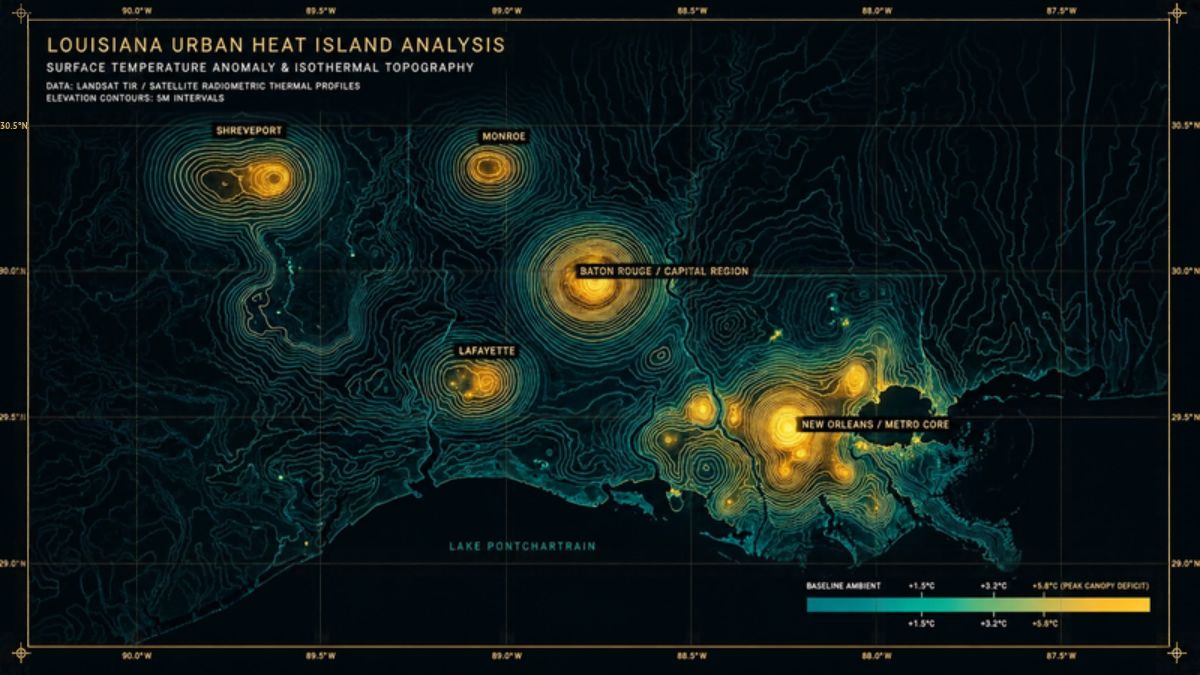 90.0°W 89.5°W 89.0°W 88.5°W 88.0°W 87.5°W
LOUISIANA URBAN HEAT ISLAND ANALYSIS
SURFACE TEMPERATURE ANOMALY & ISOTHERMAL TOPOGRAPHY
DATA: LANDSAT TIR / SATELLITE RADIOMETRIC THERMAL PROFILES
ELEVATION CONTOURS: 5M INTERVALS
30.5°N 30.5°N
SHREVEPORT
MONROE
30.0°N 30.0°N
BATON ROUGE / CAPITAL REGION
LAFAYETTE
29.5°N 29.5°N
NEW ORLEANS / METRO CORE
LAKE PONTCHARTRAIN
29.0°N 29.0°N
BASELINE AMBIENT +1.5°C +3.2°C +5.8°C (PEAK CANOPY DEFICIT)
+1.5°C +3.2°C +5.8°C
90.0°W 89.5°W 89.0°W 88.5°W 88.0°W 87.5°W